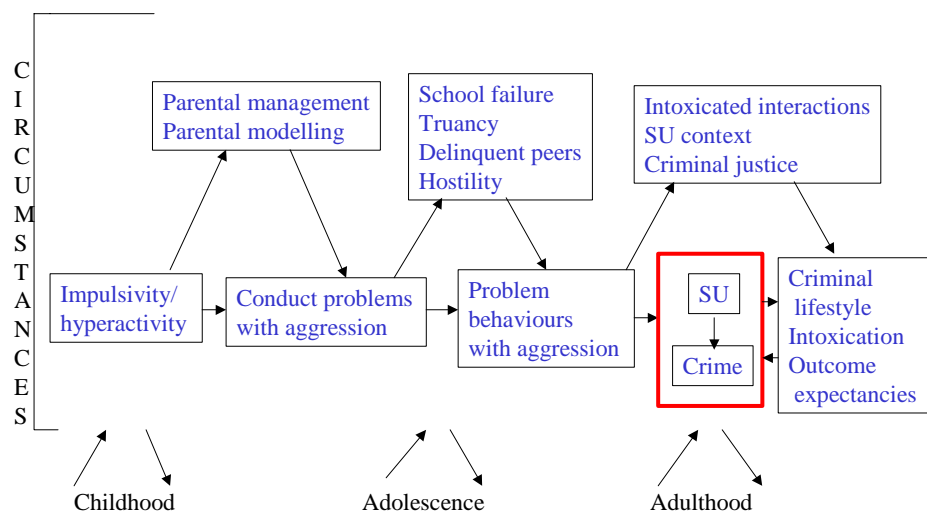 CIRCUMSTANCES
Parental management
Parental modelling
School failure
Truancy
Delinquent peers
Hostility
Intoxicated interactions
SU context
Criminal justice
Impulsivity/
hyperactivity
Conduct problems
with aggression
Problem
behaviours
with aggression
SU
Crime
Criminal
lifestyle
Intoxication
Outcome
expectancies
Childhood
Adolescence
Adulthood